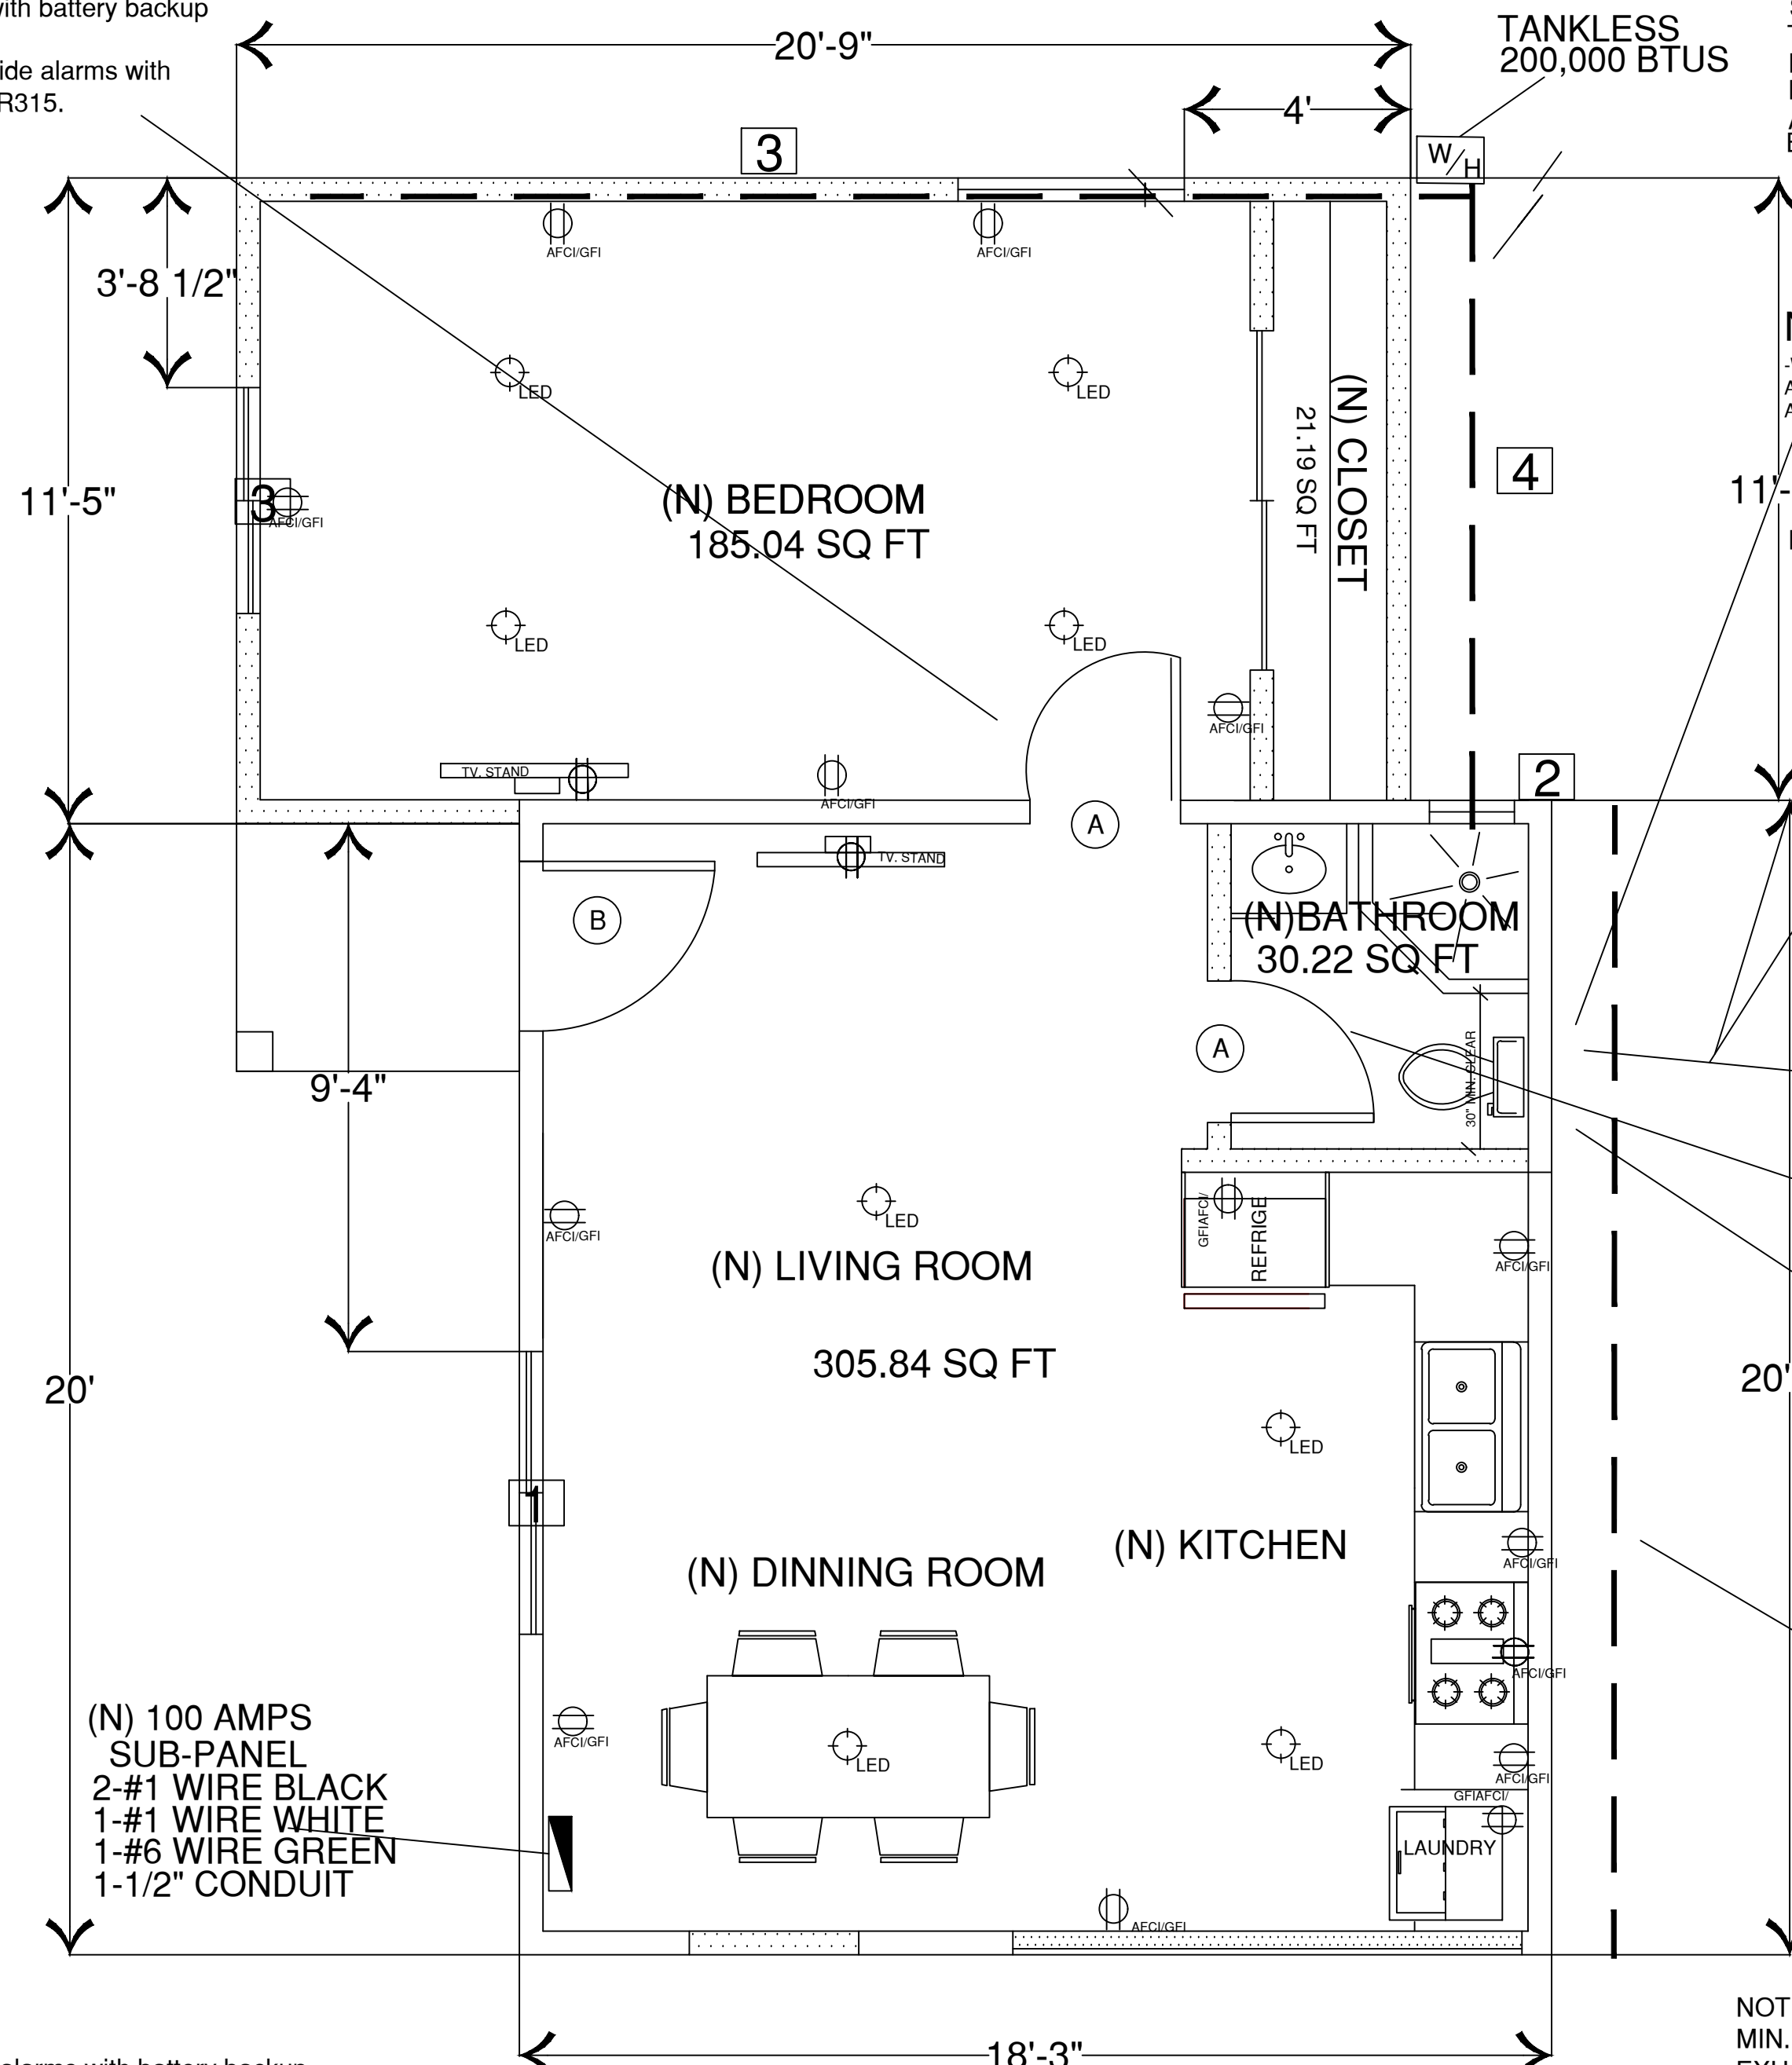 with battery backup
ide alarms with
R315.
20'-9"
4'
TANKLESS
200,000 BTUS
W/H
3
3'-8 1/2"
11'-5"
11'-
AFCI/GFI
AFCI/GFI
LED
LED
(N) BEDROOM
185.04 SQ FT
(N) CLOSET
21.19 SQ FT
4
3
AFCI/GFI
LED
LED
AFCI/GFI
TV. STAND
AFCI/GFI
2
A
TV. STAND
B
(N)BATHROOM
30.22 SQ FT
A
30" MIN. CLEAR
9'-4"
AFCI/GFI
LED
GFIAFCI/
REFRIGE
AFCI/GFI
(N) LIVING ROOM
305.84 SQ FT
20'
20'
LED
1
(N) KITCHEN
(N) DINNING ROOM
AFCI/GFI
AFCI/GFI
AFCI/GFI
LED
LED
AFCI/GFI
GFIAFCI/
LAUNDRY
(N) 100 AMPS
SUB-PANEL
2-#1 WIRE BLACK
1-#1 WIRE WHITE
1-#6 WIRE GREEN
1-1/2" CONDUIT
AFCI/GFI
18'-3"
NOT
MIN.
alarms with battery backup